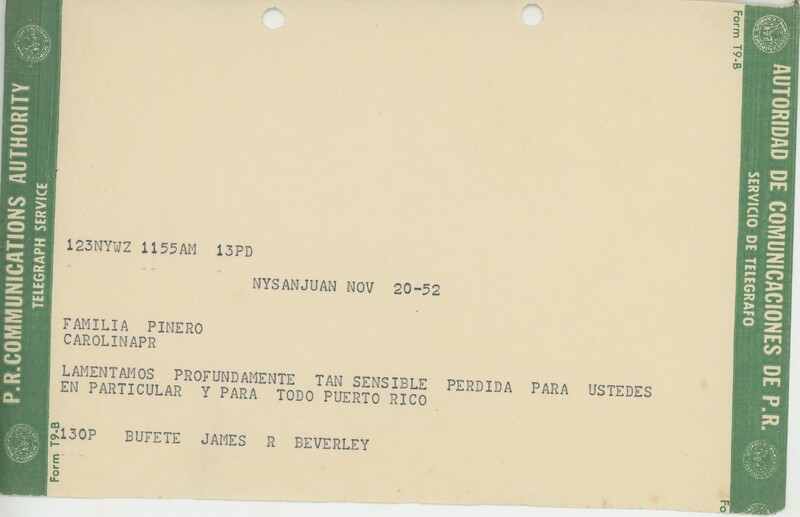 P.R. COMMUNICATIONS AUTHORITY
TELEGRAPH SERVICE
Form T9-B
123NYWZ 1155AM 13PD
NYSANJUAN NOV 20-52
FAMILIA PINERO
CAROLINAPR
LAMENTAMOS PROFUNDAMENTE TAN SENSIBLE PERDIDA PARA USTEDES
EN PARTICULAR Y PARA TODO PUERTO RICO
130P BUFETE JAMES R BEVERLEY
Form T9-B
AUTORIDAD DE COMUNICACIONES DE P.R.
SERVICIO DE TELEGRAFO
Fo